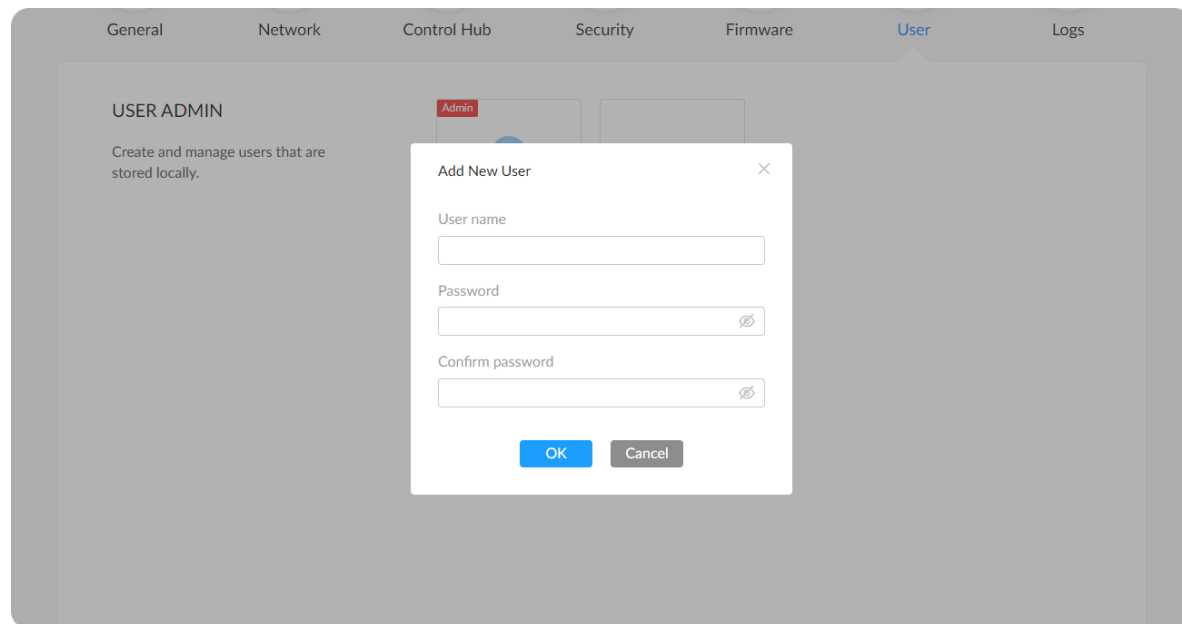 General Network Control Hub Security Firmware User Logs
USER ADMIN
Create and manage users that are
stored locally.
Admin
Add New User
User name
Password
Confirm password
OK Cancel